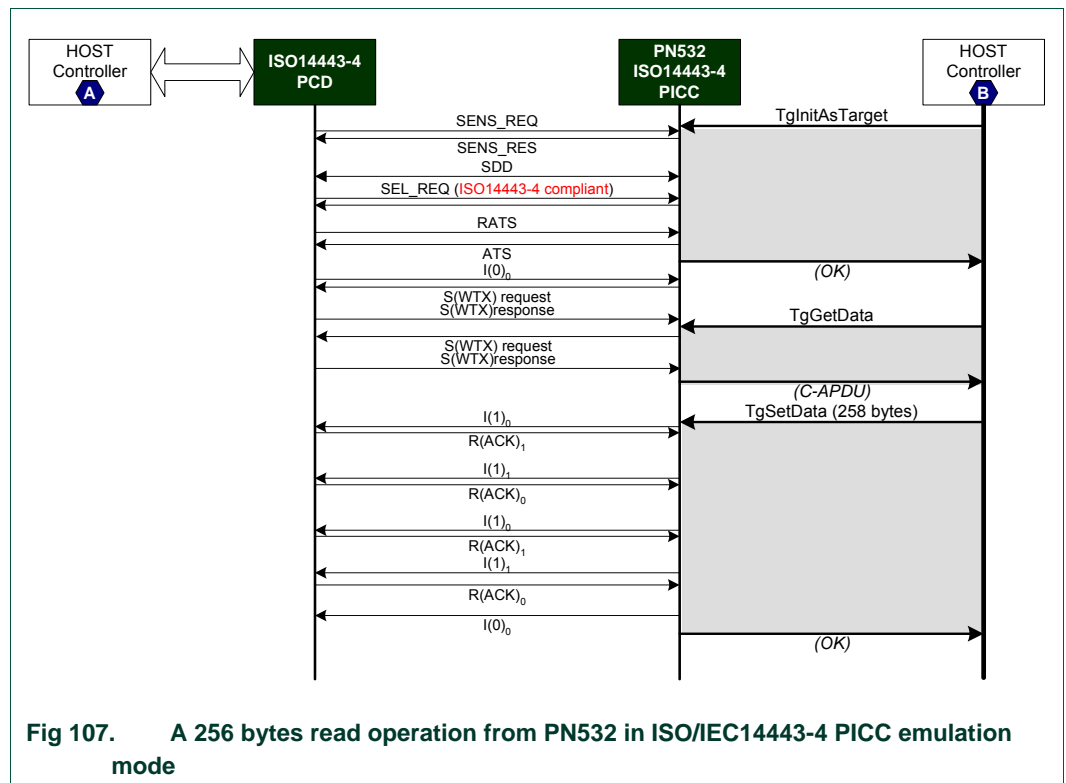 HOST
Controller
A
ISO14443-4
PCD
PN532
ISO14443-4
PICC
HOST
Controller
B
SENS_REQ
TgInitAsTarget
SENS_RES
SDD
SEL_REQ (ISO14443-4 compliant)
RATS
ATS
(OK)
I(0)0
S(WTX) request
S(WTX)response
TgGetData
S(WTX) request
S(WTX)response
(C-APDU)
TgSetData (258 bytes)
I(1)0
R(ACK)1
I(1)1
R(ACK)0
I(1)0
R(ACK)1
I(1)1
R(ACK)0
I(0)0
(OK)
Fig 107. A 256 bytes read operation from PN532 in ISO/IEC14443-4 PICC emulation
mode